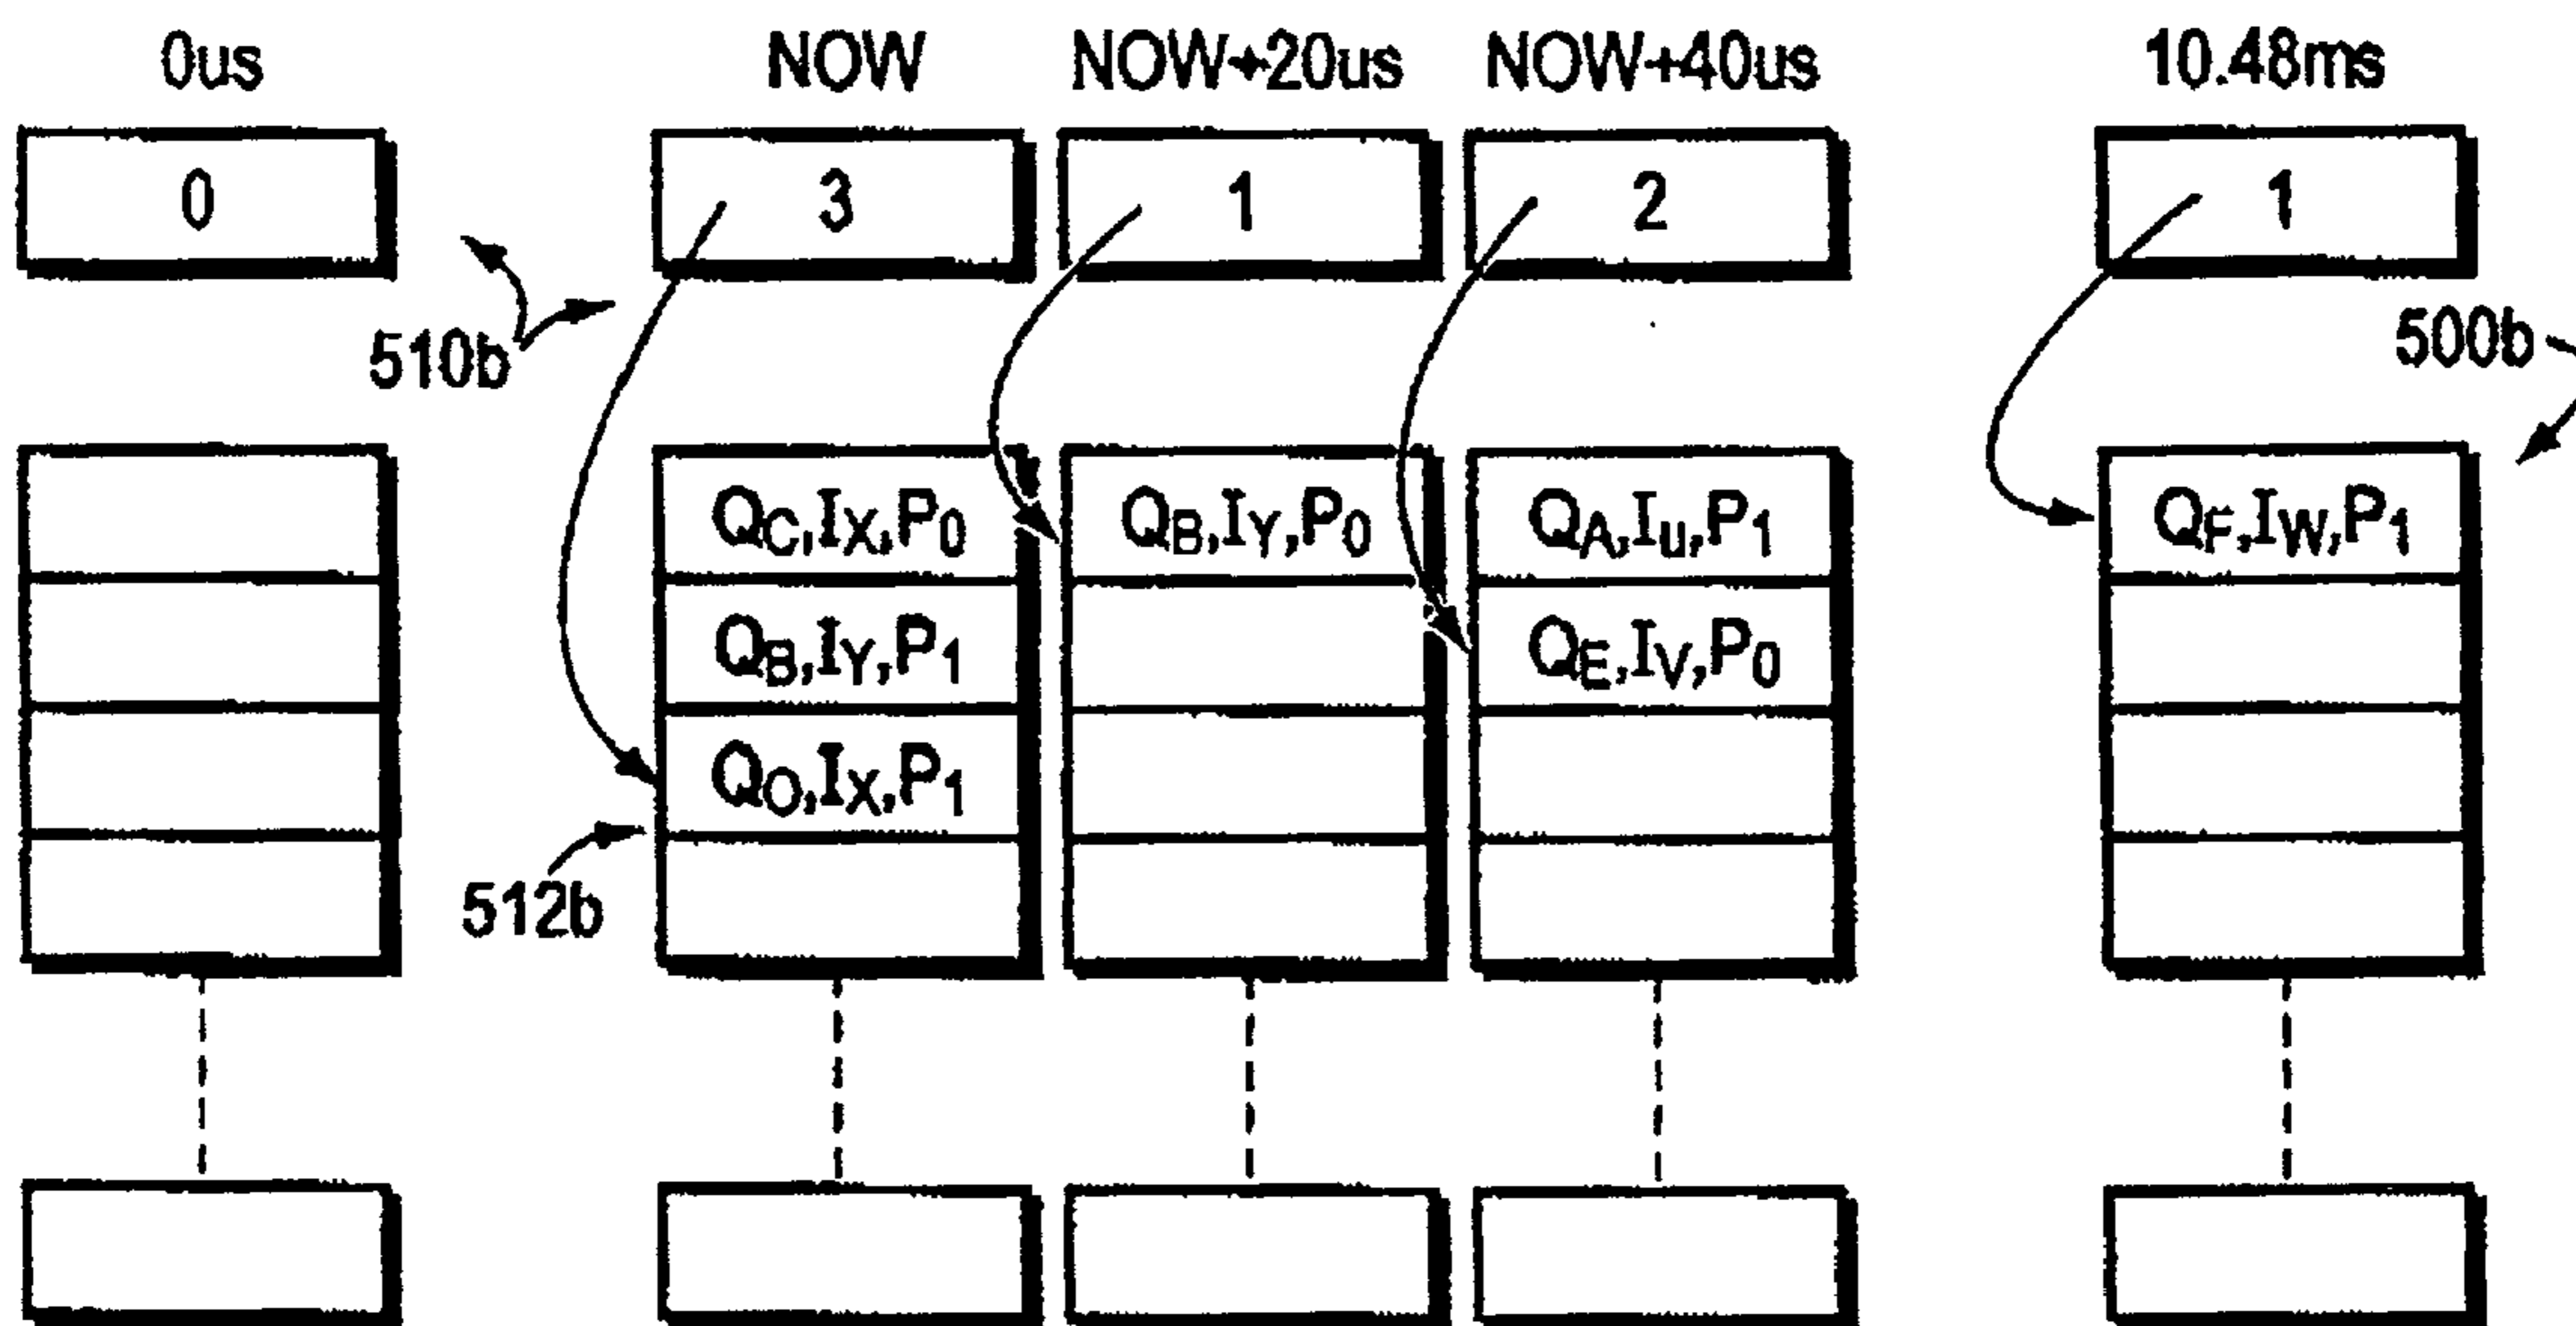 0us NOW NOW+20us NOW+40us 10.48ms
0 3 1 2 1
510b 500b
QC,IX,P0 QB,IY,P0 QA,Iu,P1 QF,IW,P1
QB,IY,P1 QE,IV,P0
QO,IX,P1
512b